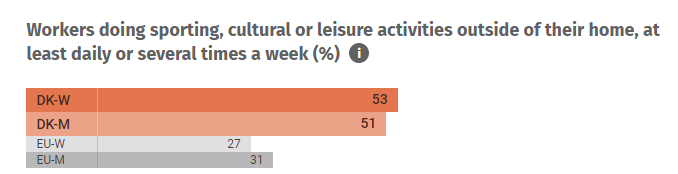 Workers doing sporting, cultural or leisure activities outside of their home, at
least daily or several times a week (%) i
DK-W 53
DK-M 51
EU-W 27
EU-M 31